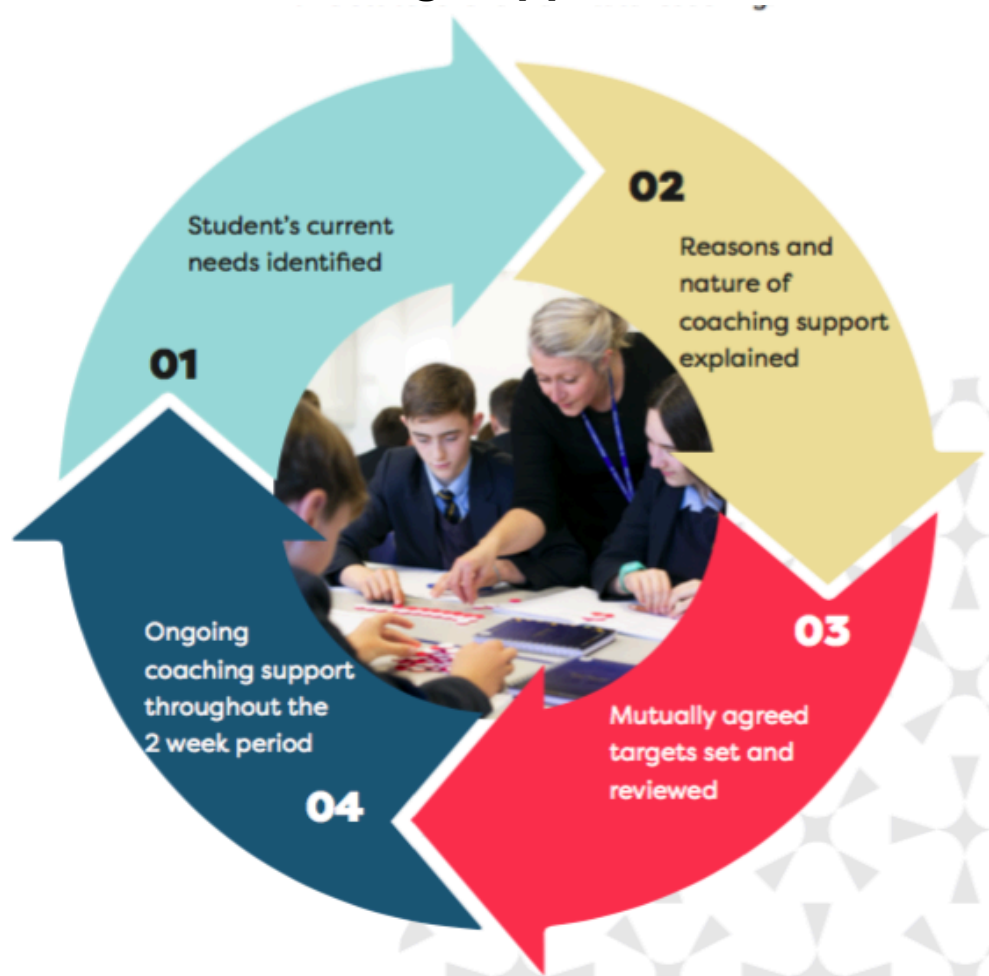 01
Student's current
needs identified
02
Reasons and
nature of
coaching support
explained
03
Mutually agreed
targets set and
reviewed
04
Ongoing
coaching support
throughout the
2 week period